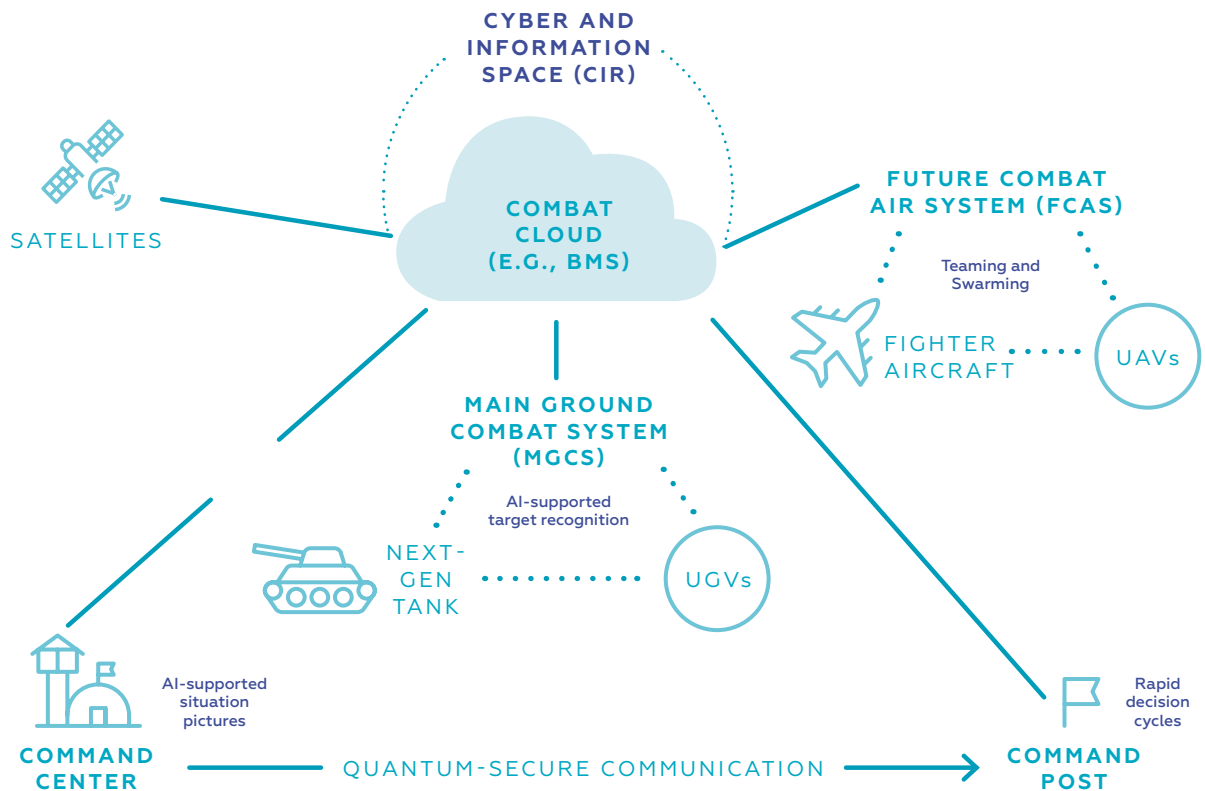 CYBER AND
INFORMATION
SPACE (CIR)
COMBAT
CLOUD
(E.G., BMS)
SATELLITES
FUTURE COMBAT
AIR SYSTEM (FCAS)
Teaming and
Swarming
FIGHTER
AIRCRAFT
UAVs
MAIN GROUND
COMBAT SYSTEM
(MGCS)
AI-supported
target recognition
NEXT-
GEN
TANK
UGVs
AI-supported
situation
pictures
COMMAND
CENTER
QUANTUM-SECURE COMMUNICATION
Rapid
decision
cycles
COMMAND
POST